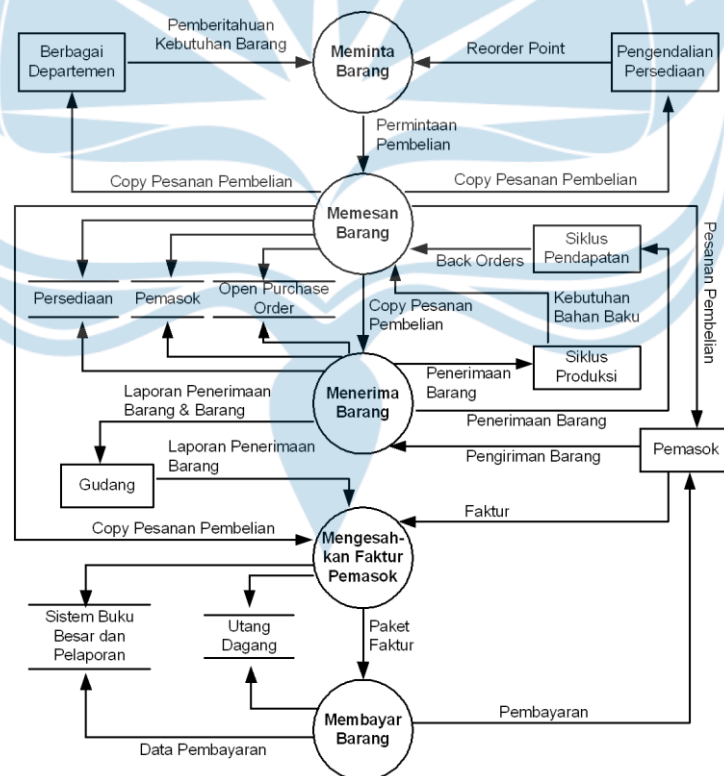 Pemberitahuan
Kebutuhan Barang
Berbagai
Departemen
Meminta
Barang
Reorder Point
Pengendalian
Persediaan
Permintaan
Pembelian
Copy Pesanan Pembelian
Copy Pesanan Pembelian
Memesan
Barang
Siklus
Pendapatan
Back Orders
Pesanan Pembelian
Persediaan
Pemasok
Open Purchase
Order
Copy Pesanan
Pembelian
Kebutuhan
Bahan Baku
Siklus
Produksi
Menerima
Barang
Penerimaan
Barang
Laporan Penerimaan
Barang & Barang
Penerimaan Barang
Laporan Penerimaan
Barang
Pengiriman Barang
Pemasok
Gudang
Faktur
Copy Pesanan Pembelian
Mengesah-
kan Faktur
Pemasok
Sistem Buku
Besar dan
Pelaporan
Utang
Dagang
Paket
Faktur
Membayar
Barang
Pembayaran
Data Pembayaran